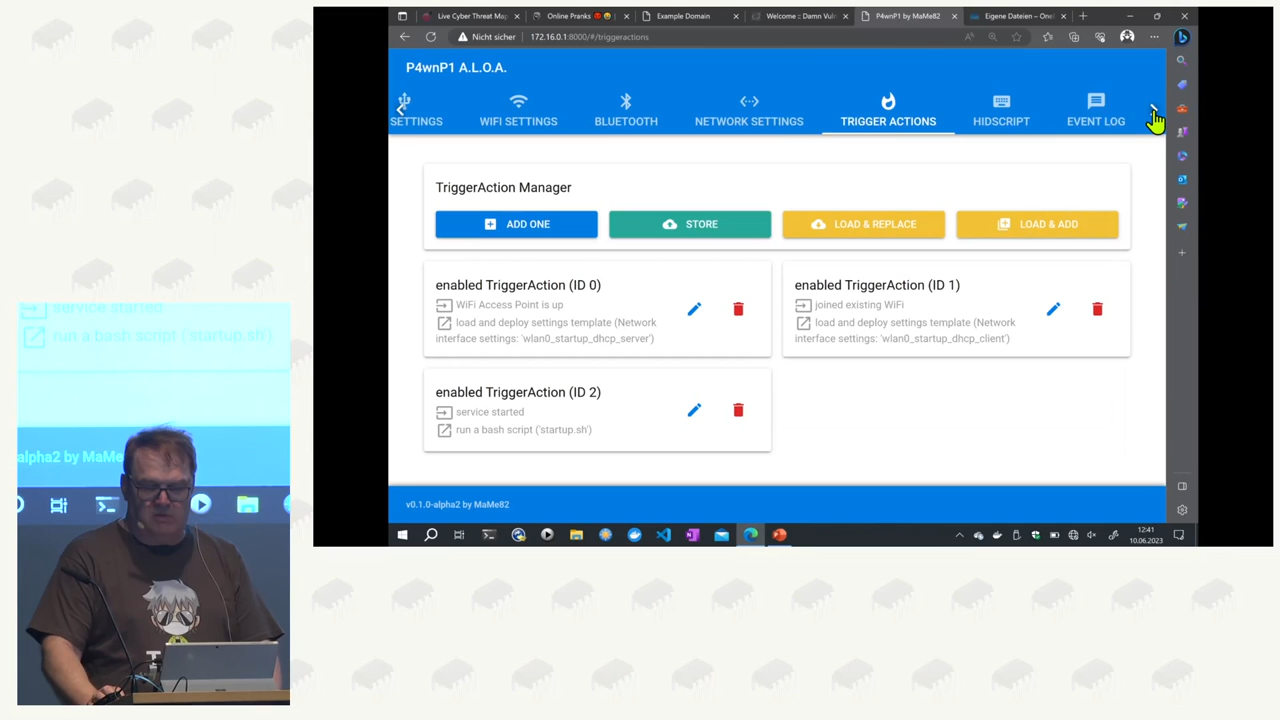 Live Cyber Threat Map
Online Pranks
Example Domain
Welcome :: Damn Vuln
P4wnP1 by MaMe82
Eigene Dateien – One
Nicht sicher
172.16.0.1:8000/#/triggeractions
P4wnP1 A.L.O.A.
SETTINGS
WIFI SETTINGS
BLUETOOTH
NETWORK SETTINGS
TRIGGER ACTIONS
HIDSCRIPT
EVENT LOG
TriggerAction Manager
ADD ONE
STORE
LOAD & REPLACE
LOAD & ADD
enabled TriggerAction (ID 0)
WiFi Access Point is up
load and deploy settings template (Network
interface settings: 'wlan0_startup_dhcp_server')
enabled TriggerAction (ID 1)
joined existing WiFi
load and deploy settings template (Network
interface settings: 'wlan0_startup_dhcp_client')
enabled TriggerAction (ID 2)
service started
run a bash script ('startup.sh')
v0.1.0-alpha2 by MaMe82
12:41
10.06.2023
service started
run a bash script ('startup.sh')
alpha2 by MaMe